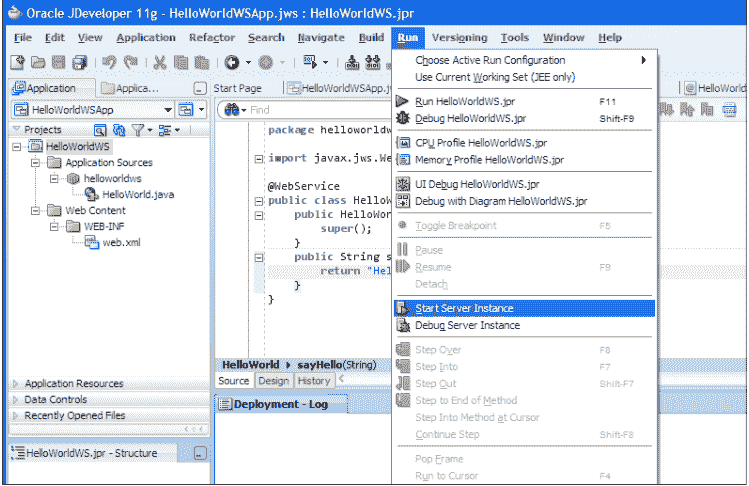 Oracle JDeveloper 11g - HelloWorldWSApp.jws : HelloWorldWS.jpr
File Edit View Application Refactor Search Navigate Build Run Versioning Tools Window Help
Application Applica...
Start Page HelloWorldWSApp.j HelloWorld
HelloWorldWSApp
Find
Projects
HelloWorldWS
Application Sources
helloworldws
HelloWorld.java
Web Content
WEB-INF
web.xml
Application Resources
Data Controls
Recently Opened Files
HelloWorldWS.jpr - Structure
package helloworldw
import javax.jws.We
@WebService
public class HelloW
public HelloWor
super();
}
public String s
return "Hel
}
}
HelloWorld sayHello(String)
Source Design History
Deployment - Log
Choose Active Run Configuration
Use Current Working Set (JEE only)
Run HelloWorldWS.jpr F11
Debug HelloWorldWS.jpr Shift-F9
CPU Profile HelloWorldWS.jpr
Memory Profile HelloWorldWS.jpr
UI Debug HelloWorldWS.jpr
Debug with Diagram HelloWorldWS.jpr
Toggle Breakpoint F5
Pause
Resume F9
Detach
Start Server Instance
Debug Server Instance
Step Over F8
Step Into F7
Step Out Shift-F7
Step to End of Method
Step Into Method at Cursor
Continue Step Shift-F8
Pop Frame
Run to Cursor F4